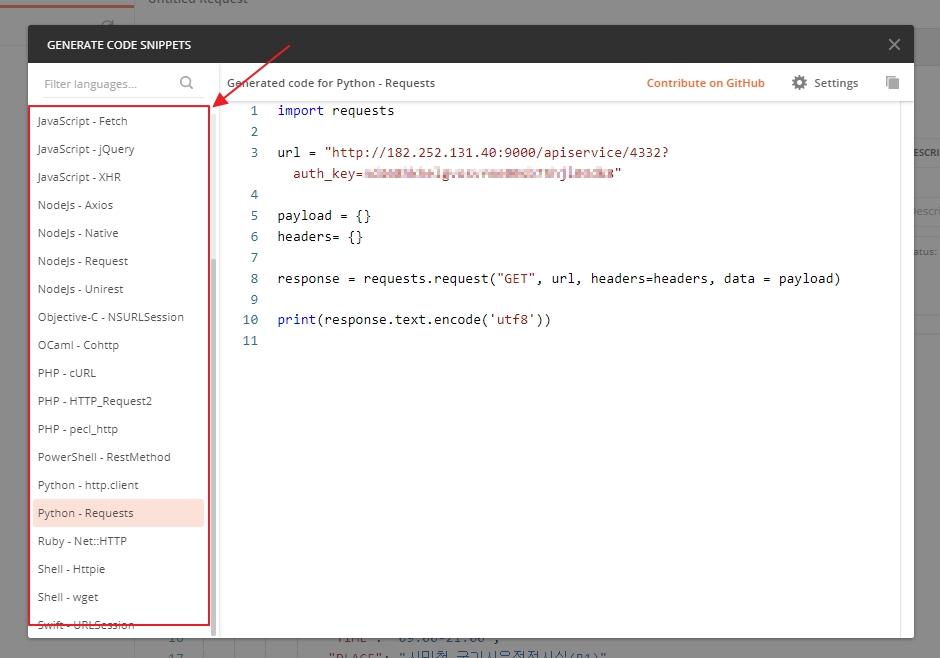 Untitled Request
GENERATE CODE SNIPPETS
Filter languages...
Generated code for Python - Requests
Contribute on GitHub
Settings
JavaScript - Fetch
JavaScript - jQuery
JavaScript - XHR
NodeJs - Axios
NodeJs - Native
NodeJs - Request
NodeJs - Unirest
Objective-C - NSURLSession
OCaml - Cohttp
PHP - cURL
PHP - HTTP_Request2
PHP - pecl_http
PowerShell - RestMethod
Python - http.client
Python - Requests
Ruby - Net::HTTP
Shell - Httpie
Shell - wget
Swift - URLSession
1 import requests
2
3 url = "http://182.252.131.40:9000/apiservice/4332?
auth_key="
4
5 payload = {}
6 headers= {}
7
8 response = requests.request("GET", url, headers=headers, data = payload)
9
10 print(response.text.encode('utf8'))
11
ESCRI
Descri
atus:
16 "TIME": "09:00-21:00",
17 "PLACE":